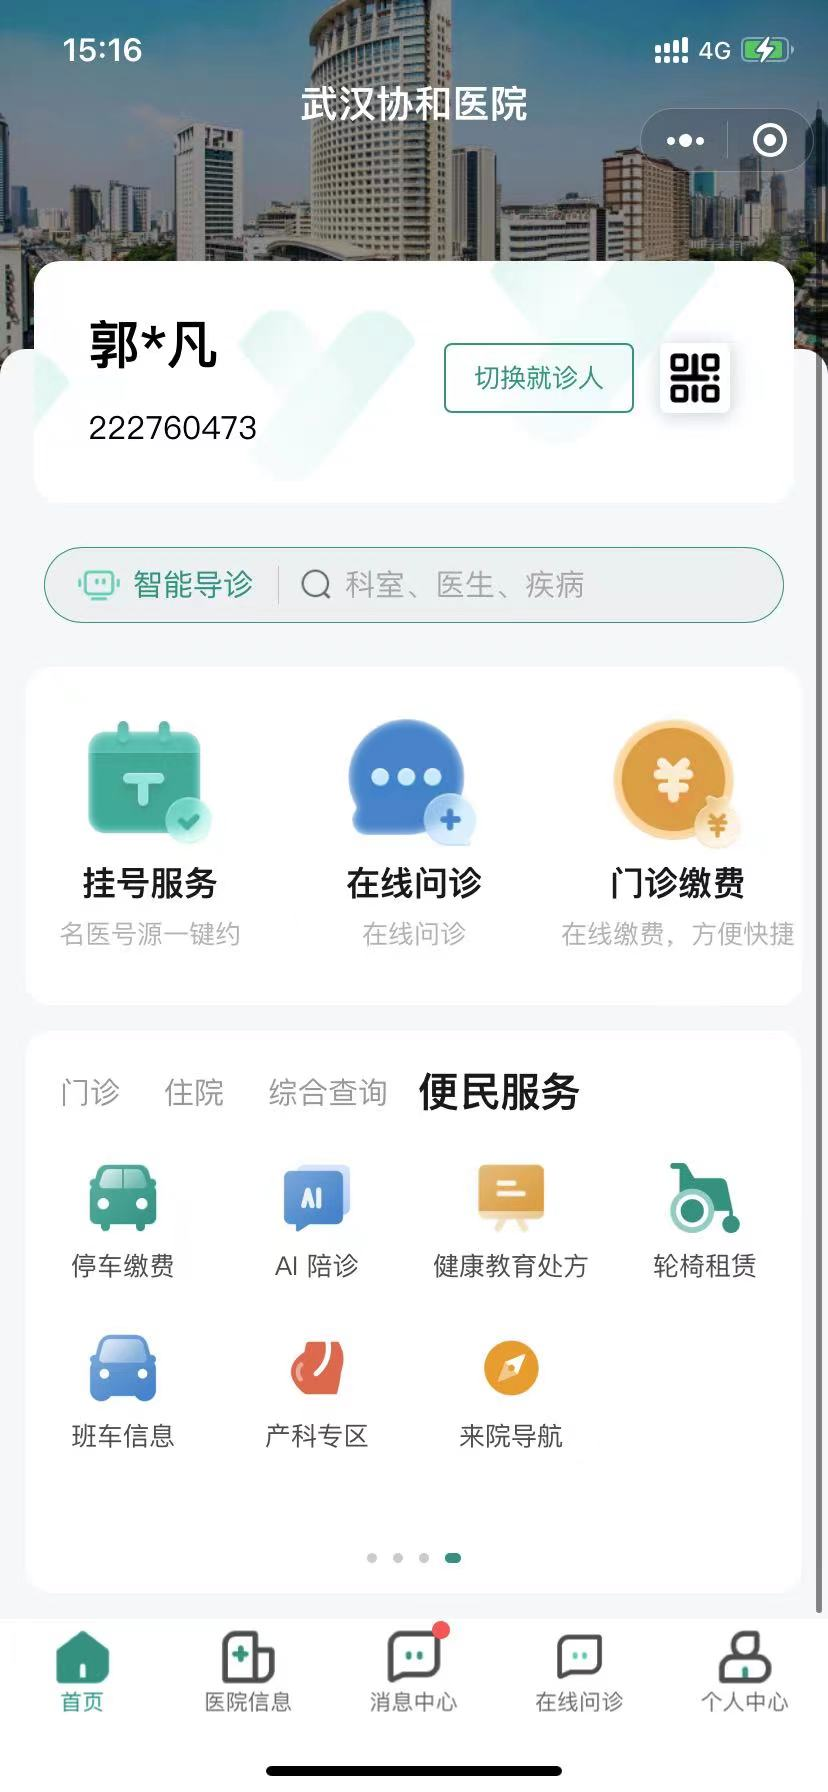 15:16
4G
武汉协和医院
郭*凡
切换就诊人
222760473
智能导诊
科室、医生、疾病
挂号服务
在线问诊
门诊缴费
名医号源一键约
在线问诊
在线缴费，方便快捷
门诊
住院
综合查询
便民服务
AI
停车缴费
AI 陪诊
健康教育处方
轮椅租赁
班车信息
产科专区
来院导航
首页
医院信息
消息中心
在线问诊
个人中心